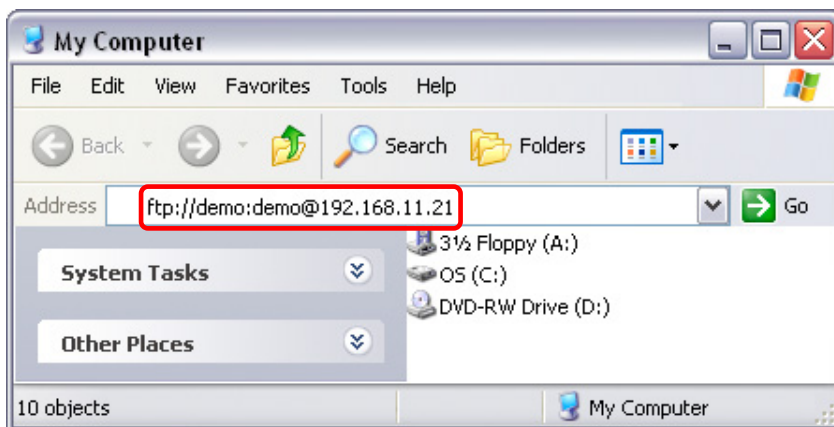 My Computer
File Edit View Favorites Tools Help
Back Search Folders
Address ftp://demo:demo@192.168.11.21 Go
3½ Floppy (A:)
System Tasks
OS (C:)
DVD-RW Drive (D:)
Other Places
10 objects My Computer